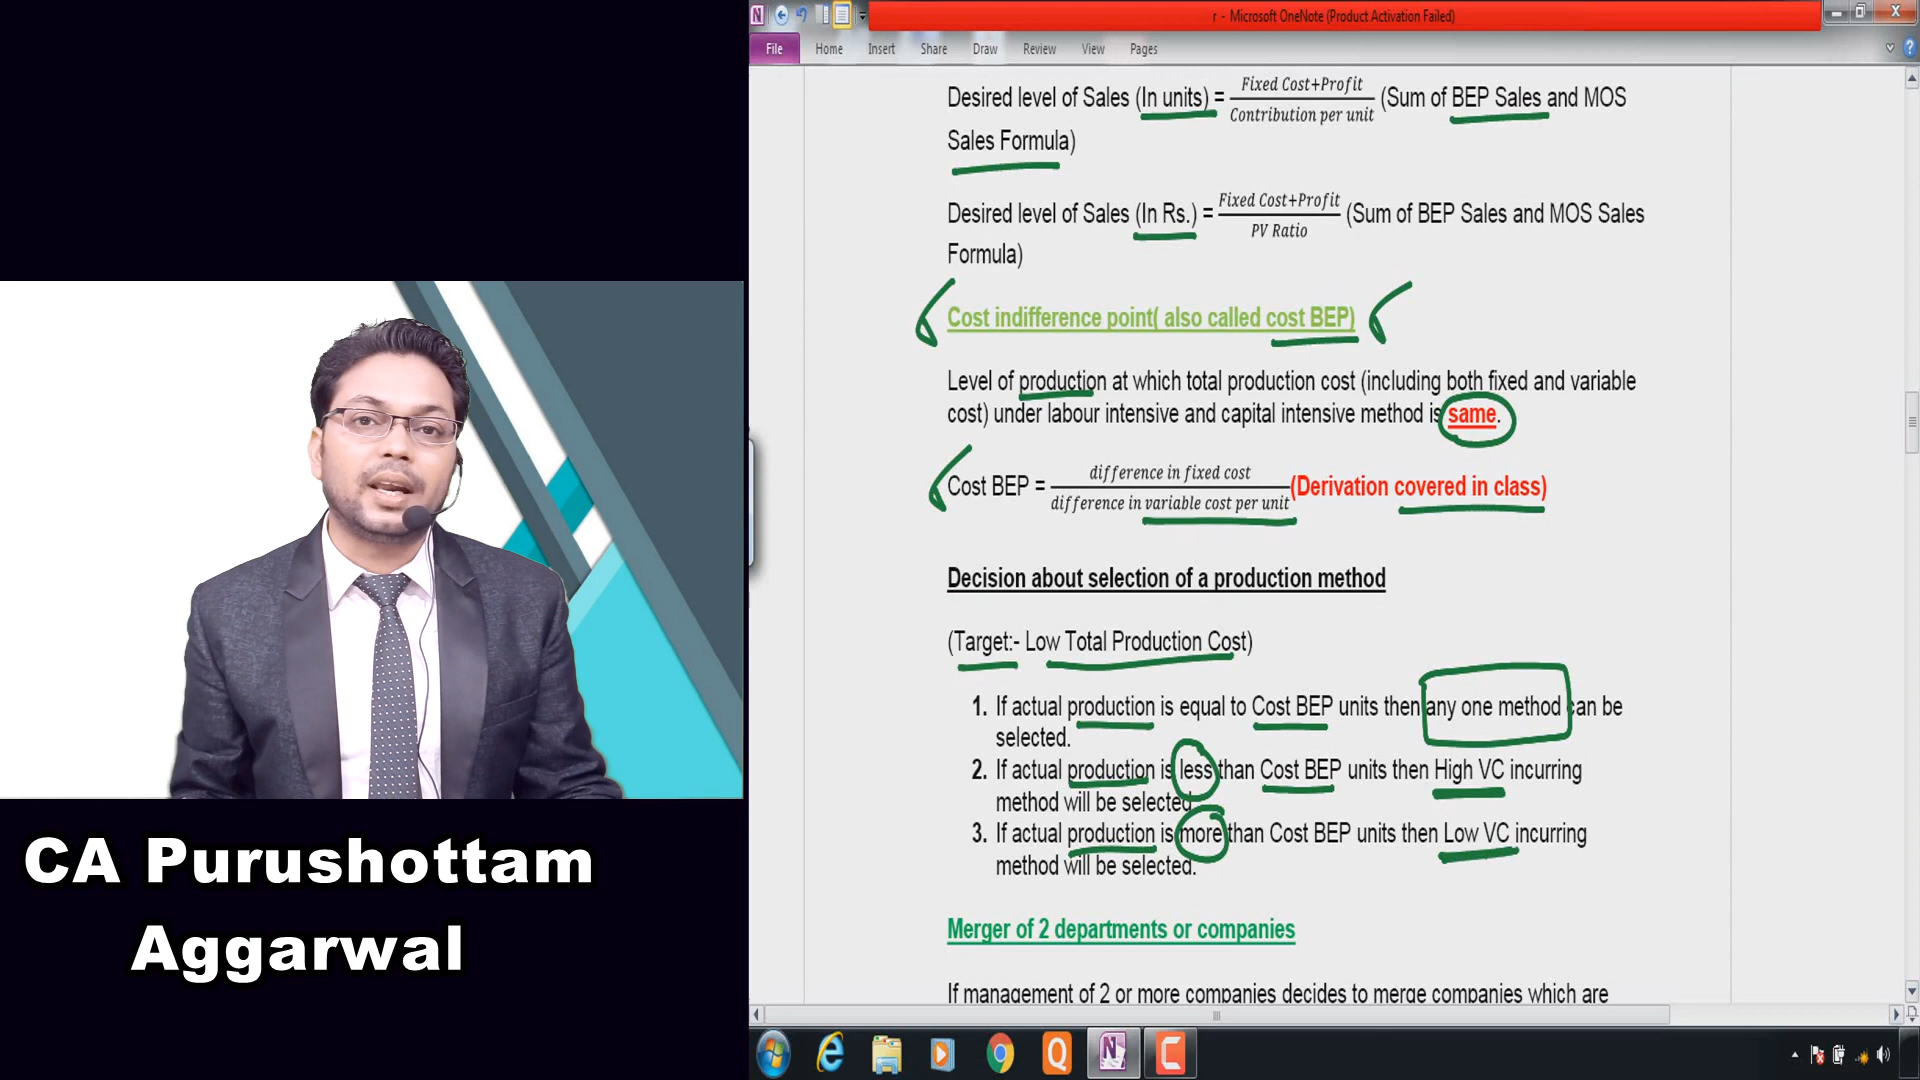 r - Microsoft OneNote (Product Activation Failed)
File Home Insert Share Draw Review View Pages
Desired level of Sales (In units) = Fixed Cost+Profit / Contribution per unit (Sum of BEP Sales and MOS
Sales Formula)
Desired level of Sales (In Rs.) = Fixed Cost+Profit / PV Ratio (Sum of BEP Sales and MOS Sales
Formula)
Cost indifference point( also called cost BEP)
Level of production at which total production cost (including both fixed and variable
cost) under labour intensive and capital intensive method is same.
Cost BEP = difference in fixed cost / difference in variable cost per unit (Derivation covered in class)
Decision about selection of a production method
(Target:- Low Total Production Cost)
1. If actual production is equal to Cost BEP units then any one method can be
selected.
2. If actual production is less than Cost BEP units then High VC incurring
method will be selected.
3. If actual production is more than Cost BEP units then Low VC incurring
method will be selected.
Merger of 2 departments or companies
If management of 2 or more companies decides to merge companies which are
CA Purushottam
Aggarwal